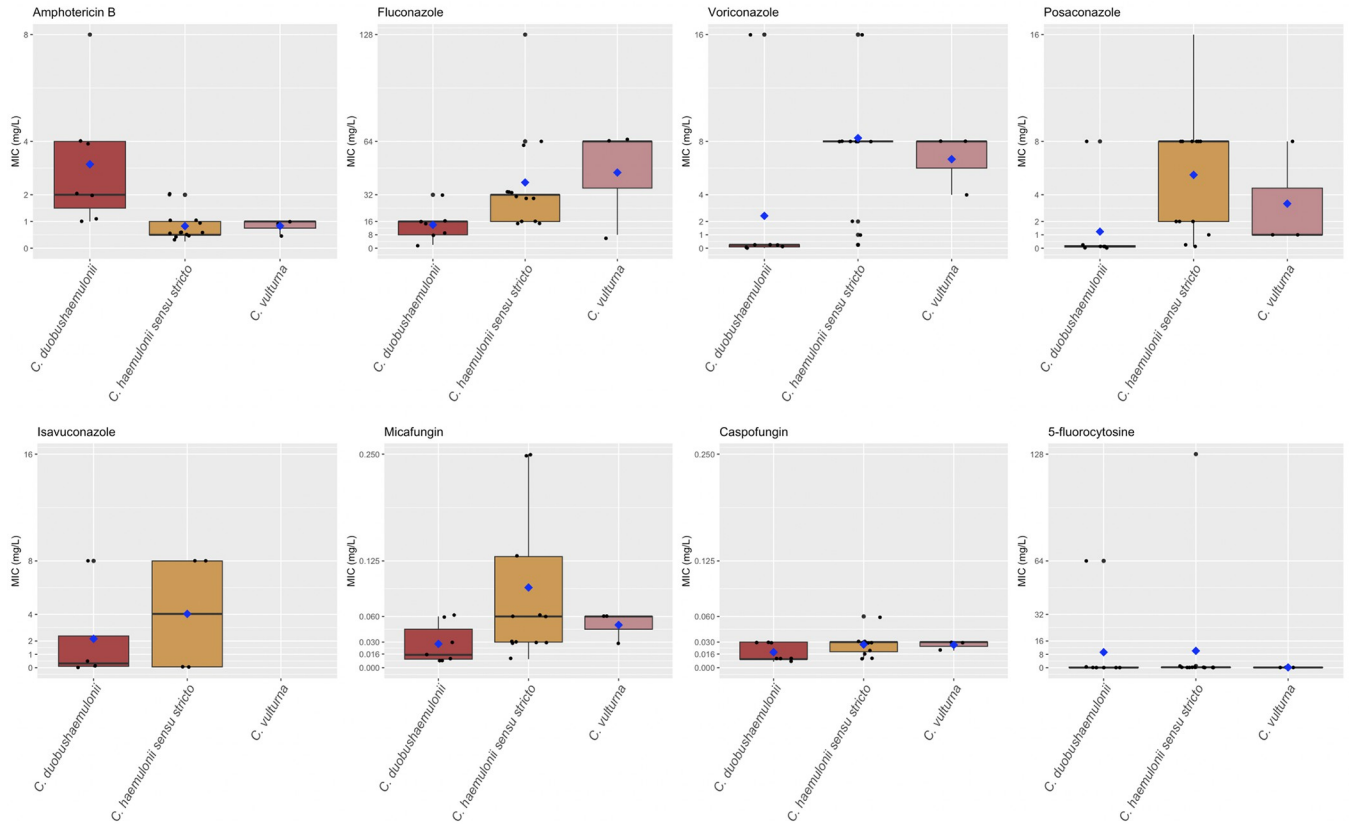 Amphotericin B
MIC (mg/L)
8
4
2
1
0
C. duobushaemulonii
C. haemulonii sensu stricto
C. vulturna
Fluconazole
MIC (mg/L)
128
64
32
16
8
0
C. duobushaemulonii
C. haemulonii sensu stricto
C. vulturna
Voriconazole
MIC (mg/L)
16
8
4
2
1
0
C. duobushaemulonii
C. haemulonii sensu stricto
C. vulturna
Posaconazole
MIC (mg/L)
16
8
4
2
1
0
C. duobushaemulonii
C. haemulonii sensu stricto
C. vulturna
Isavuconazole
MIC (mg/L)
16
8
4
2
1
0
C. duobushaemulonii
C. haemulonii sensu stricto
C. vulturna
Micafungin
MIC (mg/L)
0.250
0.125
0.060
0.030
0.016
0.000
C. duobushaemulonii
C. haemulonii sensu stricto
C. vulturna
Caspofungin
MIC (mg/L)
0.250
0.125
0.060
0.030
0.016
0.000
C. duobushaemulonii
C. haemulonii sensu stricto
C. vulturna
5-fluorocytosine
MIC (mg/L)
128
64
32
16
8
0
C. duobushaemulonii
C. haemulonii sensu stricto
C. vulturna